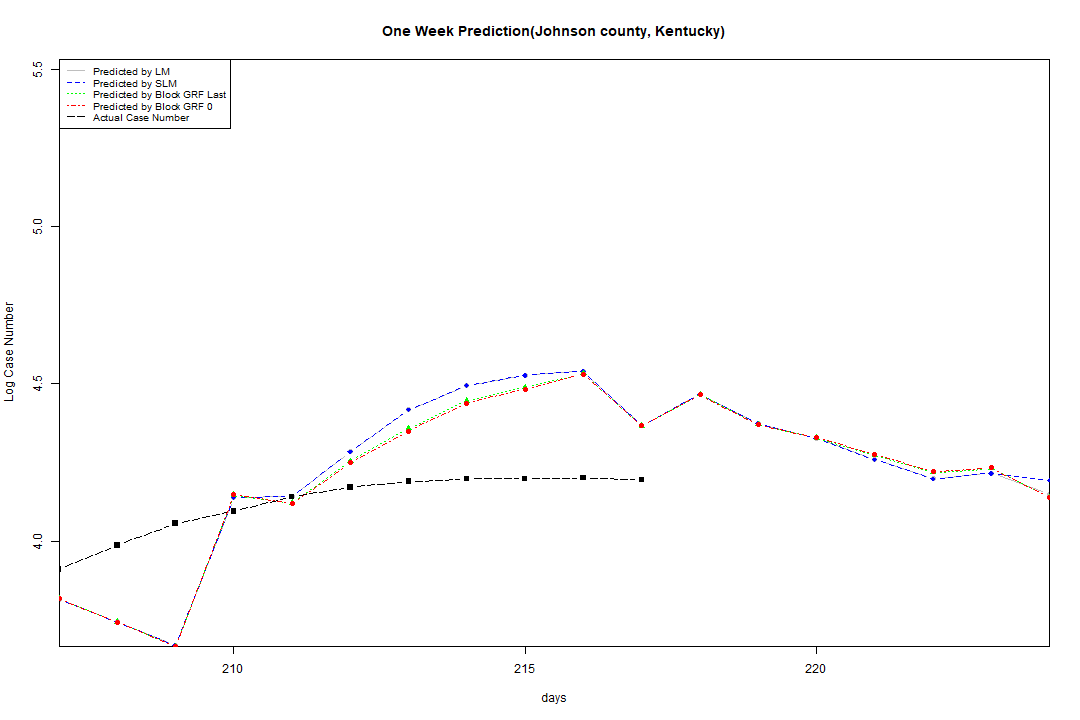 One Week Prediction(Johnson county, Kentucky)
Predicted by LM
Predicted by SLM
Predicted by Block GRF Last
Predicted by Block GRF 0
Actual Case Number
5.5
5.0
4.5
4.0
Log Case Number
210
215
220
days